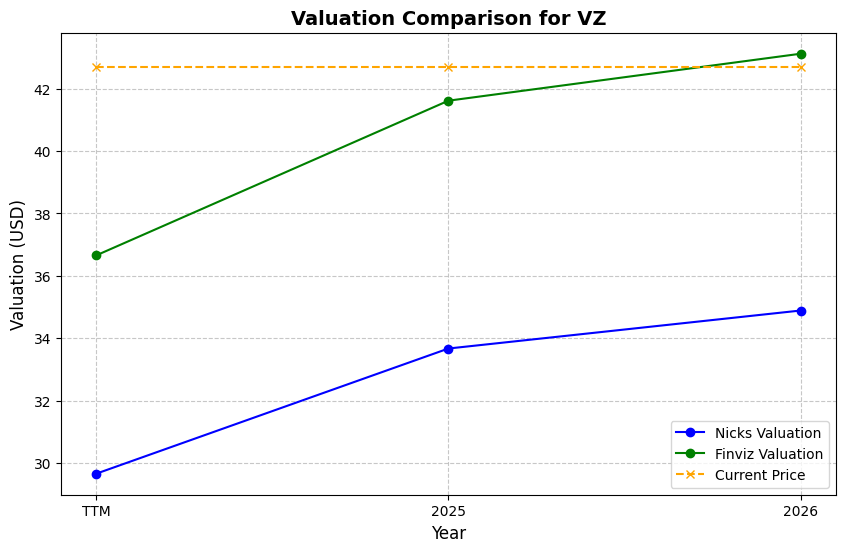 Valuation Comparison for VZ
Valuation (USD)
42
40
38
36
34
32
30
TTM
2025
2026
Year
Nicks Valuation
Finviz Valuation
Current Price